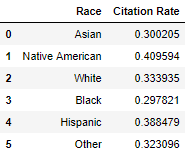 Race Citation Rate
0 Asian 0.300205
1 Native American 0.409594
2 White 0.333935
3 Black 0.297821
4 Hispanic 0.388479
5 Other 0.323096